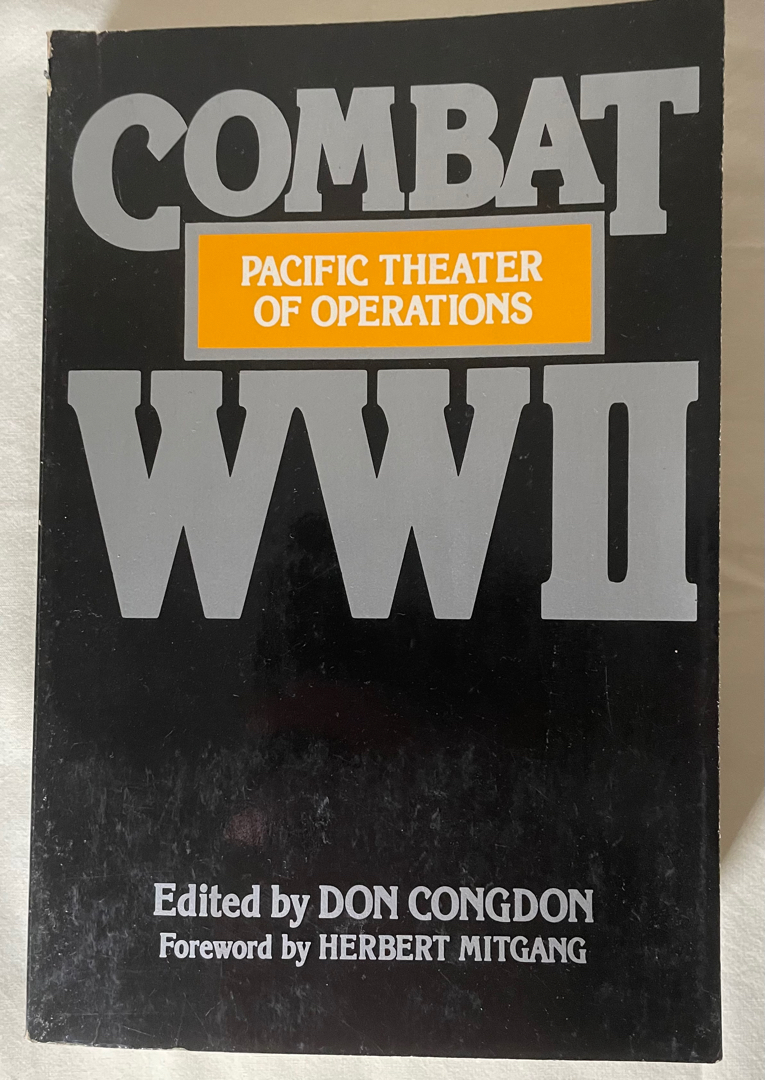 COMBAT
PACIFIC THEATER
OF OPERATIONS
WWII
Edited by DON CONGDON
Foreword by HERBERT MITGANG